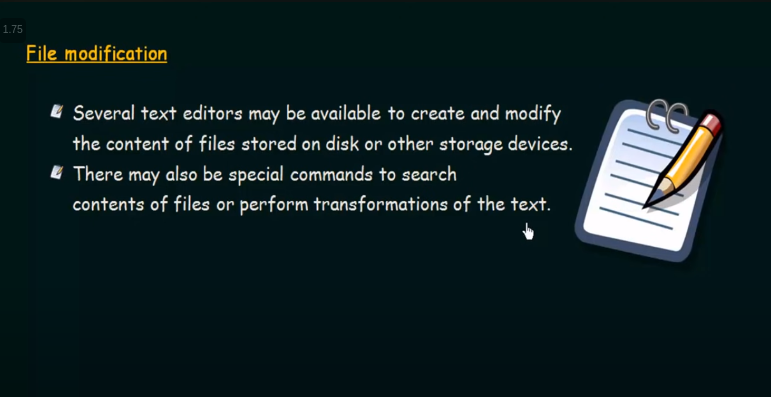 1.75
File modification
Several text editors may be available to create and modify
the content of files stored on disk or other storage devices.
There may also be special commands to search
contents of files or perform transformations of the text.